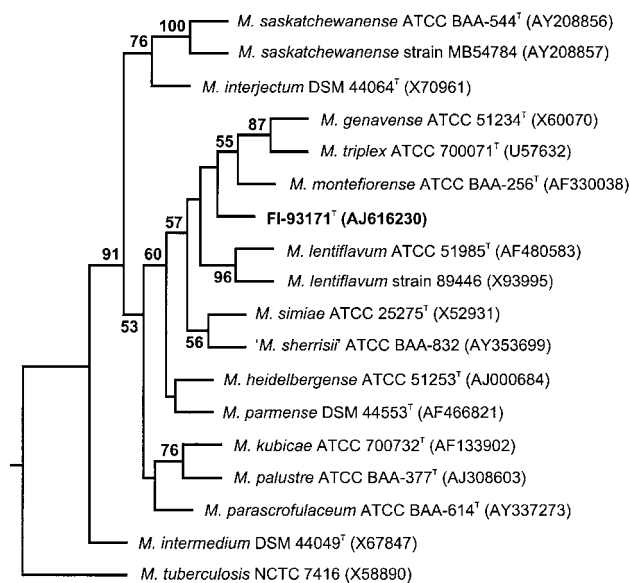 100
M. saskatchewanense ATCC BAA-544ᵀ (AY208856)
76
M. saskatchewanense strain MB54784 (AY208857)
M. interjectum DSM 44064ᵀ (X70961)
87
M. genavense ATCC 51234ᵀ (X60070)
55
M. triplex ATCC 700071ᵀ (U57632)
M. montefiorense ATCC BAA-256ᵀ (AF330038)
57
FI-93171ᵀ (AJ616230)
91
60
M. lentiflavum ATCC 51985ᵀ (AF480583)
96
M. lentiflavum strain 89446 (X93995)
M. simiae ATCC 25275ᵀ (X52931)
53
56
'M. sherrisii' ATCC BAA-832 (AY353699)
M. heidelbergense ATCC 51253ᵀ (AJ000684)
M. parmense DSM 44553ᵀ (AF466821)
76
M. kubicae ATCC 700732ᵀ (AF133902)
M. palustre ATCC BAA-377ᵀ (AJ308603)
M. parascrofulaceum ATCC BAA-614ᵀ (AY337273)
M. intermedium DSM 44049ᵀ (X67847)
M. tuberculosis NCTC 7416 (X58890)